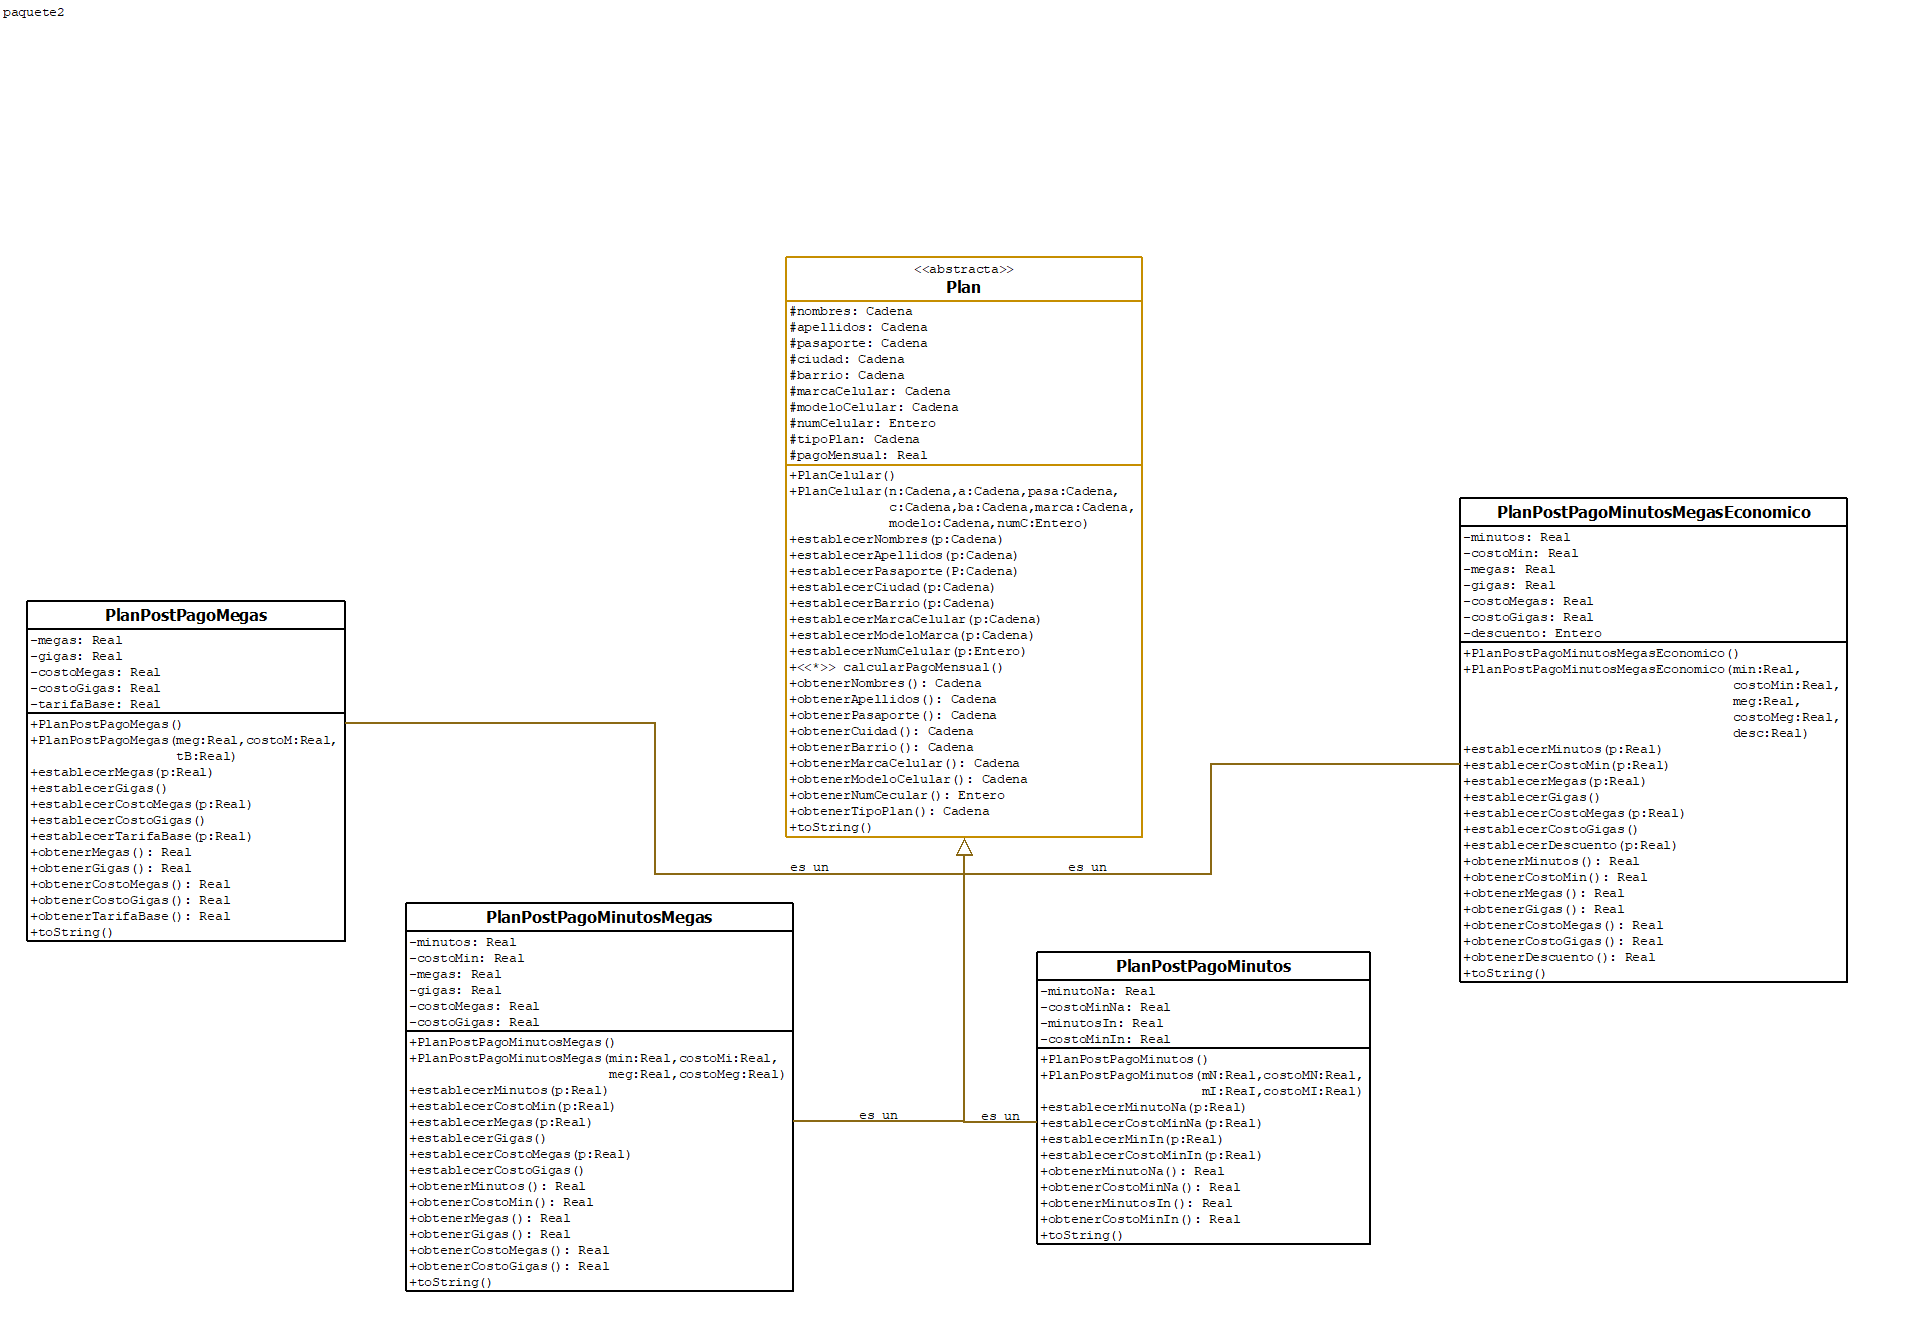 paquete2
<<abstracta>>
Plan
#nombres: Cadena
#apellidos: Cadena
#pasaporte: Cadena
#ciudad: Cadena
#barrio: Cadena
#marcaCelular: Cadena
#modeloCelular: Cadena
#numCelular: Entero
#tipoPlan: Cadena
#pagoMensual: Real
+PlanCelular()
+PlanCelular(n:Cadena,a:Cadena,pasa:Cadena,
c:Cadena,ba:Cadena,marca:Cadena,
modelo:Cadena,numC:Entero)
+establecerNombres(p:Cadena)
+establecerApellidos(p:Cadena)
+establecerPasaporte(P:Cadena)
+establecerCiudad(p:Cadena)
+establecerBarrio(p:Cadena)
+establecerMarcaCelular(p:Cadena)
+establecerModeloMarca(p:Cadena)
+establecerNumCelular(p:Entero)
+<<*>> calcularPagoMensual()
+obtenerNombres(): Cadena
+obtenerApellidos(): Cadena
+obtenerPasaporte(): Cadena
+obtenerCuidad(): Cadena
+obtenerBarrio(): Cadena
+obtenerMarcaCelular(): Cadena
+obtenerModeloCelular(): Cadena
+obtenerNumCecular(): Entero
+obtenerTipoPlan(): Cadena
+toString()
PlanPostPagoMegas
-megas: Real
-gigas: Real
-costoMegas: Real
-costoGigas: Real
-tarifaBase: Real
+PlanPostPagoMegas()
+PlanPostPagoMegas(meg:Real,costoM:Real,
tB:Real)
+establecerMegas(p:Real)
+establecerGigas()
+establecerCostoMegas(p:Real)
+establecerCostoGigas()
+establecerTarifaBase(p:Real)
+obtenerMegas(): Real
+obtenerGigas(): Real
+obtenerCostoMegas(): Real
+obtenerCostoGigas(): Real
+obtenerTarifaBase(): Real
+toString()
es un
es un
PlanPostPagoMinutosMegasEconomico
-minutos: Real
-costoMin: Real
-megas: Real
-gigas: Real
-costoMegas: Real
-costoGigas: Real
-descuento: Entero
+PlanPostPagoMinutosMegasEconomico()
+PlanPostPagoMinutosMegasEconomico(min:Real,
costoMin:Real,
meg:Real,
costoMeg:Real,
desc:Real)
+establecerMinutos(p:Real)
+establecerCostoMin(p:Real)
+establecerMegas(p:Real)
+establecerGigas()
+establecerCostoMegas(p:Real)
+establecerCostoGigas()
+establecerDescuento(p:Real)
+obtenerMinutos(): Real
+obtenerCostoMin(): Real
+obtenerMegas(): Real
+obtenerGigas(): Real
+obtenerCostoMegas(): Real
+obtenerCostoGigas(): Real
+obtenerDescuento(): Real
+toString()
PlanPostPagoMinutosMegas
-minutos: Real
-costoMin: Real
-megas: Real
-gigas: Real
-costoMegas: Real
-costoGigas: Real
+PlanPostPagoMinutosMegas()
+PlanPostPagoMinutosMegas(min:Real,costoMi:Real,
meg:Real,costoMeg:Real)
+establecerMinutos(p:Real)
+establecerCostoMin(p:Real)
+establecerMegas(p:Real)
+establecerGigas()
+establecerCostoMegas(p:Real)
+establecerCostoGigas()
+obtenerMinutos(): Real
+obtenerCostoMin(): Real
+obtenerMegas(): Real
+obtenerGigas(): Real
+obtenerCostoMegas(): Real
+obtenerCostoGigas(): Real
+toString()
es un
es un
PlanPostPagoMinutos
-minutoNa: Real
-costoMinNa: Real
-minutosIn: Real
-costoMinIn: Real
+PlanPostPagoMinutos()
+PlanPostPagoMinutos(mN:Real,costoMN:Real,
mI:ReaI,costoMI:Real)
+establecerMinutoNa(p:Real)
+establecerCostoMinNa(p:Real)
+establecerMinIn(p:Real)
+establecerCostoMinIn(p:Real)
+obtenerMinutoNa(): Real
+obtenerCostoMinNa(): Real
+obtenerMinutosIn(): Real
+obtenerCostoMinIn(): Real
+toString()